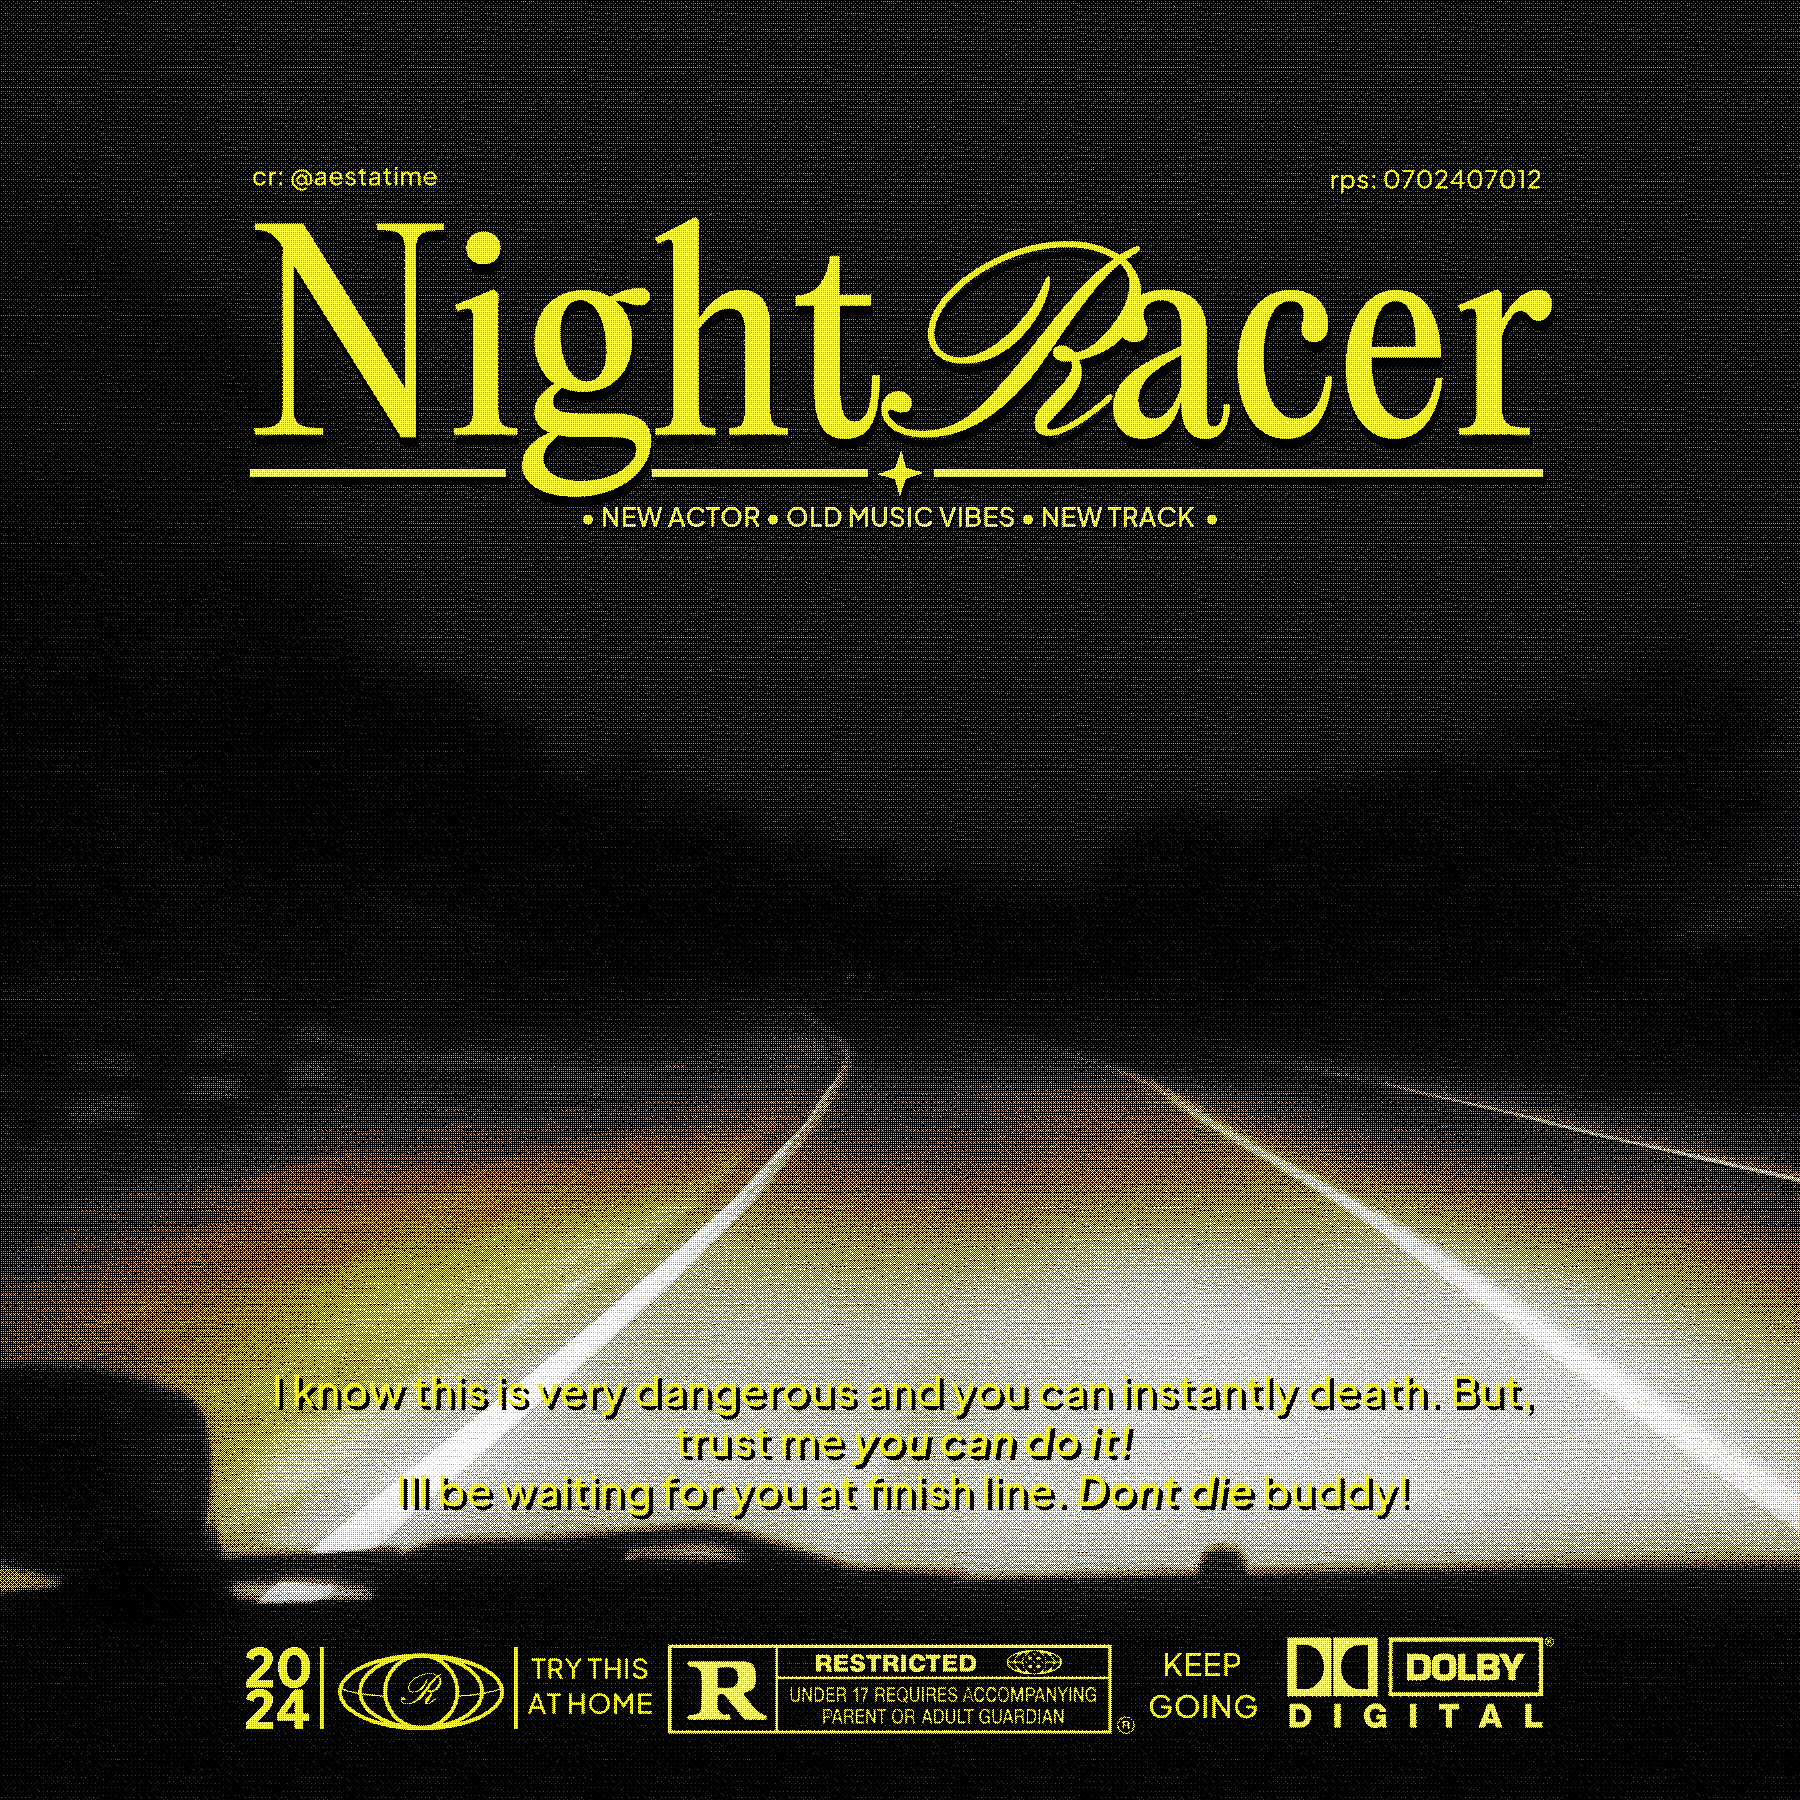 cr: @aestatime
rps: 0702407012
Night Racer
• NEW ACTOR • OLD MUSIC VIBES • NEW TRACK •
I know this is very dangerous and you can instantly death. But,
trust me you can do it!
Ill be waiting for you at finish line. Dont die buddy!
20
24
R
TRY THIS
AT HOME
R
RESTRICTED
UNDER 17 REQUIRES ACCOMPANYING
PARENT OR ADULT GUARDIAN
®
KEEP
GOING
DOLBY
®
DIGITAL